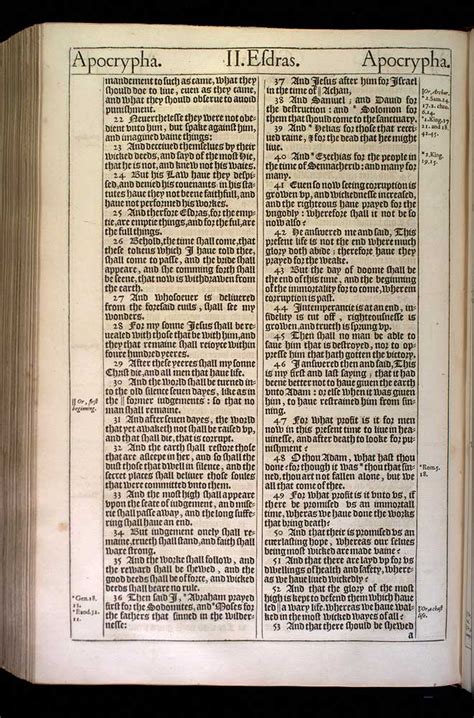 Apocrypha. II. Esdras. Apocrypha.
mandement to such as came, what they
should doe to liue, euen as they came,
and what they should obserue to auoid
punishment.
22 Neuerthelesse they were not obe-
dient vnto him, but spake against him,
and imagined vaine things:
23 And deceiued themselues by their
wicked deeds, and sayd of the most Hie,
that he is not, and knew not his waies.
24 But his Law haue they despi-
sed, and denied his couenants in his sta-
tutes haue they not beene faithfull, and
haue not performed his workes.
25 And therfore Esdras, for the emp-
tie, are emptie things, and for the ful, are
the full things.
26 Behold, the time shall come, that
these tokens which I haue told thee,
shall come to passe, and the bride shall
appeare, and she comming forth shall
be seene, that now is withdrawen from
the earth.
27 And whosoeuer is deliuered
from the foresaid euils, shall see my
wonders.
28 For my sonne Iesus shall be re-
uealed with those that be with him, and
they that remaine shall reioyce within
foure hundred yeeres.
29 After these yeeres shall my sonne
Christ die, and all men that haue life.
30 And the world shall be turned in-
to the old silence seuen dayes, like as in
the || former iudgements: so that no
man shall remaine.
31 And after seuen dayes, the world
that yet awaketh not shall be raised vp,
and that shall die, that is corrupt.
32 And the earth shall restore those
that are asleepe in her, and so shall the
dust those that dwell in silence, and the
secret places shall deliuer those soules
that were committed vnto them.
33 And the most high shall appeare
vpon the seate of iudgement, and mise-
rie shall passe away, and the long suffe-
ring shall haue an end.
34 But iudgement onely shall re-
maine, trueth shall stand, and faith shall
waxe strong.
35 And the worke shall follow, and
the reward shall be shewed, and the
good deeds shall be of force, and wicked
deeds shall beare no rule.
36 Then said I, *Abraham prayed
first for the Sodomites, and *Moses for
the fathers that sinned in the wilder-
nesse:
|| Or, first
beginning.
*Gen.18.
*Exod.32.
11.
37 And Iesus after him for Israel
in the time of || Achan,
38 And Samuel, and Dauid for
the destruction: and * Solomon for
them that should come to the sanctuary.
39 And * Helias for those that recei-
ued raine, & for the dead that hee might
liue.
40 And *Ezechias for the people in
the time of Sennacherib: and many for
many.
41 Euen so now seeing corruption is
growen vp, and wickednesse increased,
and the righteous haue prayed for the
vngodly: wherefore shall it not be so
now also?
42 He answered me and said, This
present life is not the end where much
glory doth abide; therefore haue they
prayed for the weake.
43 But the day of doome shall be
the end of this time, and the beginning
of the immortality for to come, wherein
corruption is past.
44 Intemperancie is at an end, in-
fidelity is cut off, righteousnesse is
growen, and trueth is sprung vp.
45 Then shall no man be able to
saue him that is destroyed, nor to op-
presse him that hath gotten the victory.
46 I answered then and said, This
is my first and last saying; that it had
beene better not to haue giuen the earth
vnto Adam: or else when it was giuen
him, to haue restrained him from sin-
ning.
47 For what profit is it for men
now in this present time to liue in hea-
uinesse, and after death to looke for pu-
nishment?
48 O thou Adam, what hast thou
done? for though it was * thou that sin-
ned, thou art not fallen alone, but we
all that come of thee.
49 For what profit is it vnto vs, if
there be promised vs an immortall
time, whereas we haue done the works
that bring death?
50 And that there is promised vs an
euerlasting hope, whereas our selues
being most wicked are made vaine?
51 And that there are layd vp for vs
dwellings of health and safety, where-
as we haue liued wickedly?
52 And that the glory of the most
high is kept to defend them which haue
led || a wary life, whereas we haue wal-
ked in the most wicked wayes of all?
53 And that there should be shewed
a
|| Or, Achor.
*2.Sam.24
*1.King.17
*2.King.
19,15.
*Rom.5.
18.
|| Or, a chast
life.